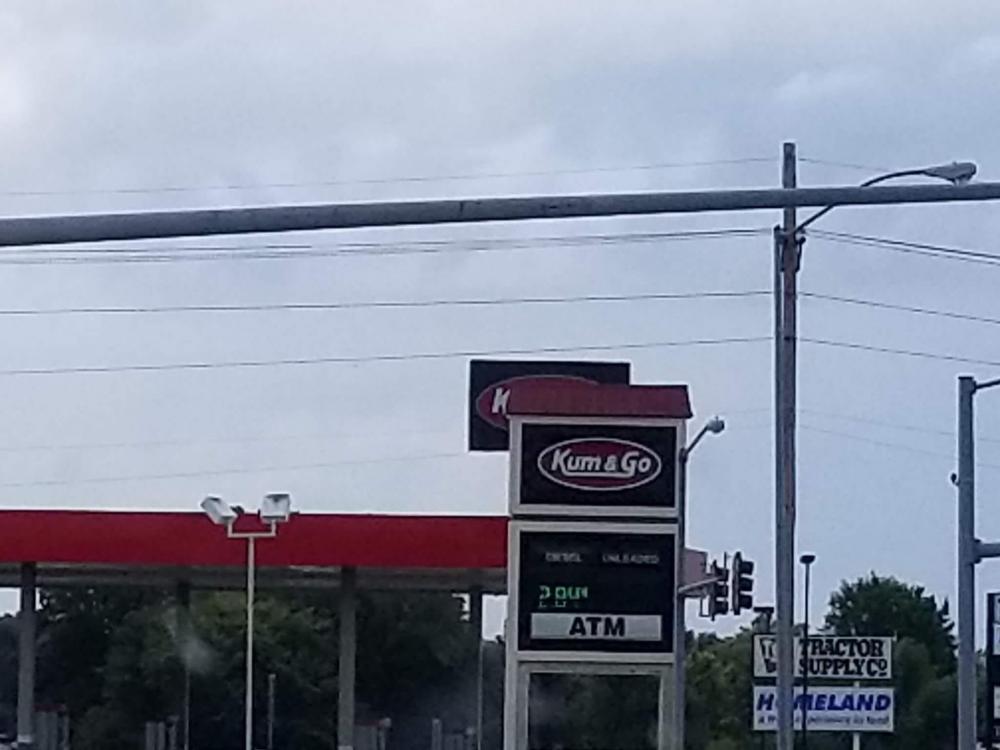 K
Kum & Go
DIESEL UNLEADED
ATM
TRACTOR
SUPPLY CO
HOMELAND